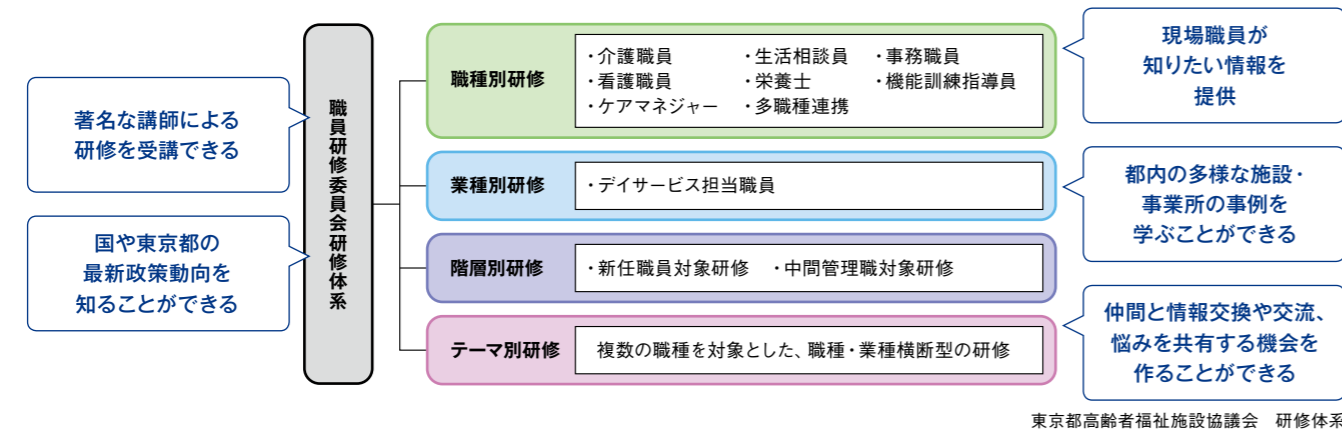 著名な講師による
研修を受講できる
国や東京都の
最新政策動向を
知ることができる
職員研修委員会研修体系
職種別研修
・介護職員 ・生活相談員 ・事務職員
・看護職員 ・栄養士 ・機能訓練指導員
・ケアマネジャー ・多職種連携
業種別研修
・デイサービス担当職員
階層別研修
・新任職員対象研修 ・中間管理職対象研修
テーマ別研修
複数の職種を対象とした、職種・業種横断型の研修
現場職員が
知りたい情報を
提供
都内の多様な施設・
事業所の事例を
学ぶことができる
仲間と情報交換や交流、
悩みを共有する機会を
作ることができる
東京都高齢者福祉施設協議会 研修体系